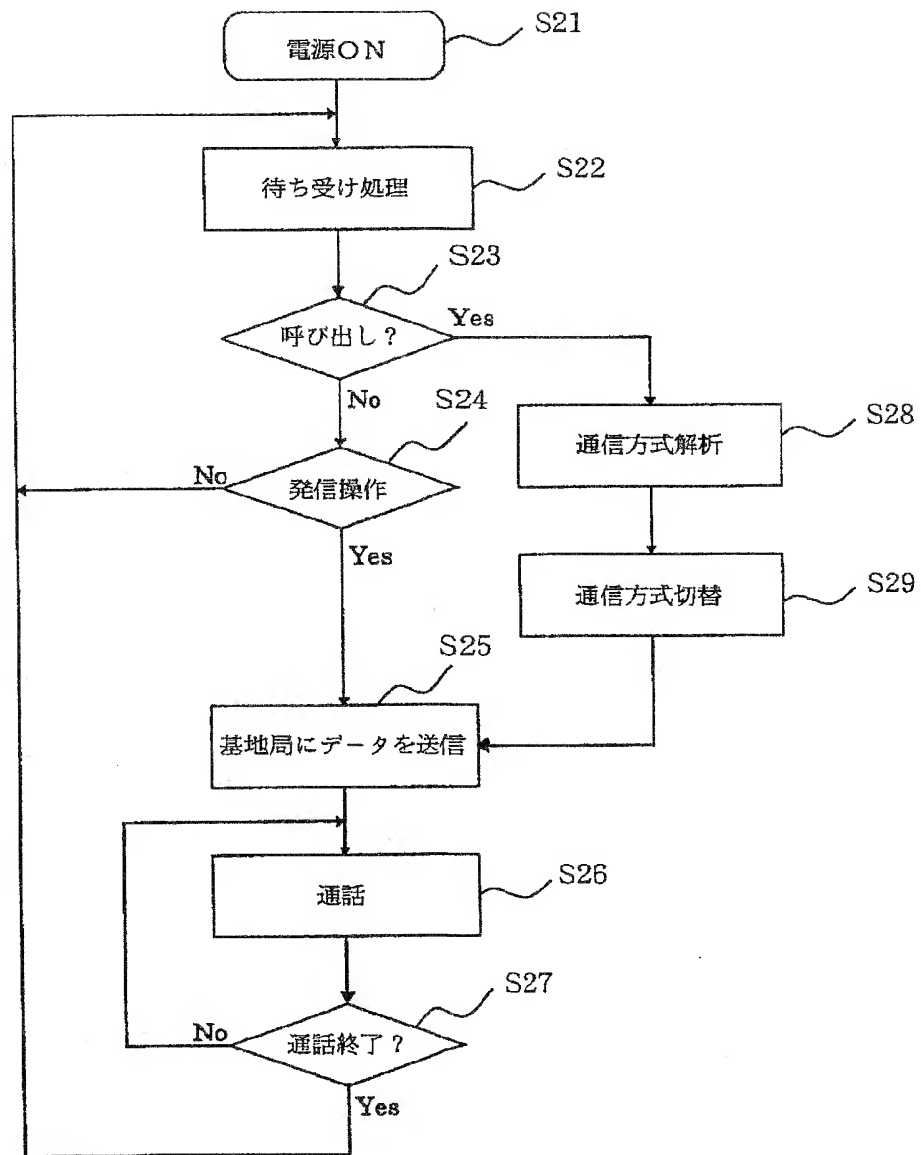 電源ON
S21
待ち受け処理
S22
呼び出し?
S23
Yes
No
発信操作
S24
No
Yes
通信方式解析
S28
通信方式切替
S29
基地局にデータを送信
S25
通話
S26
通話終了?
S27
No
Yes